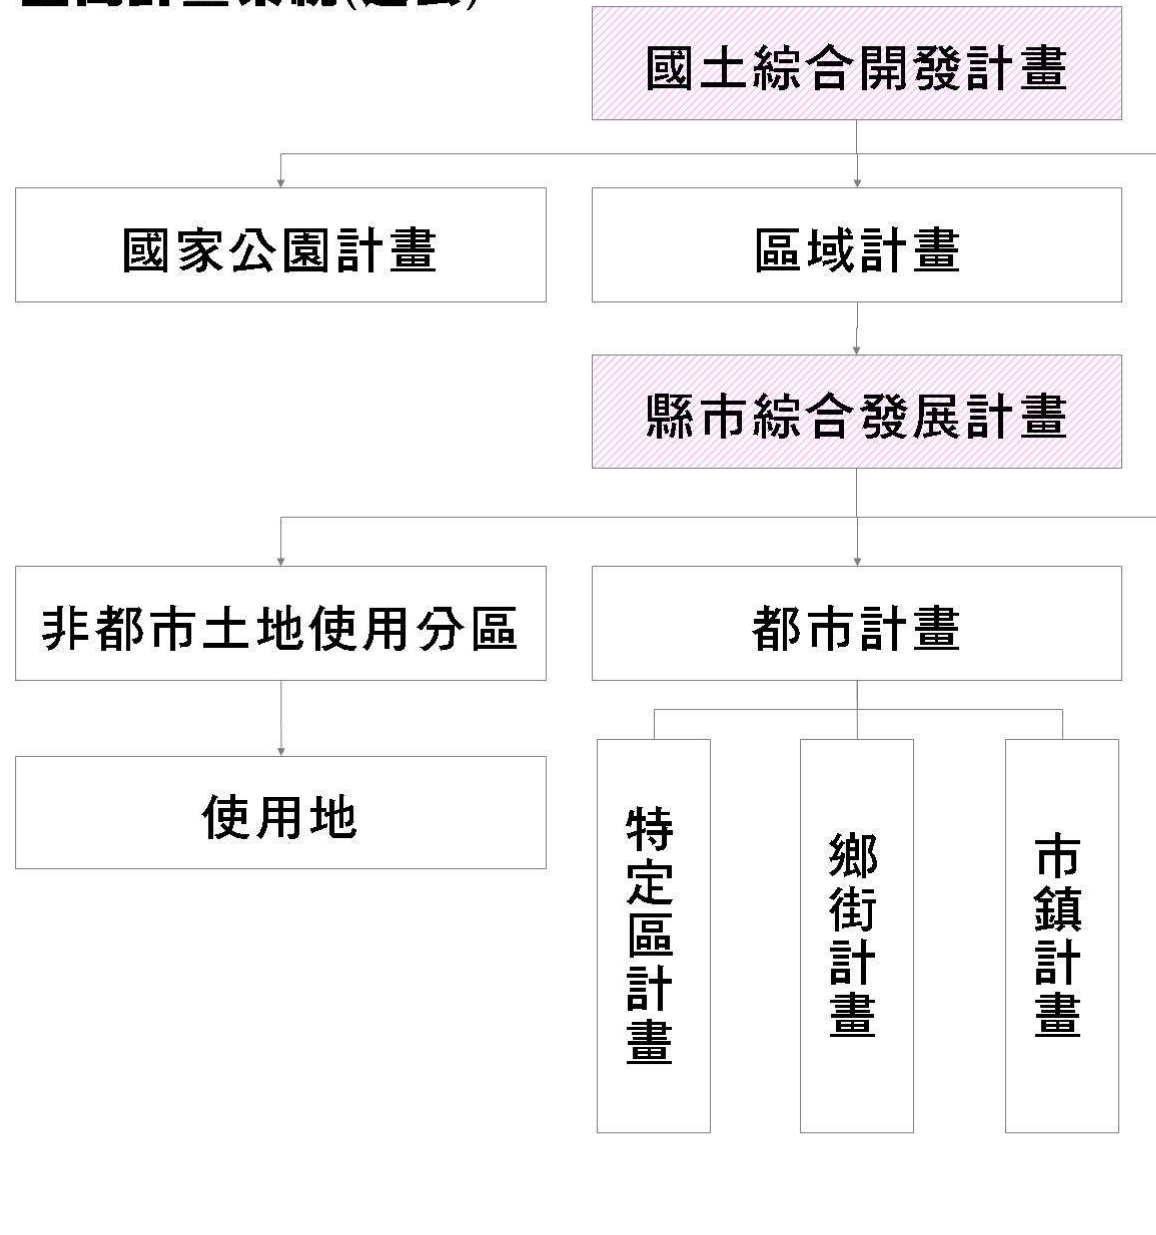 國土綜合開發計畫
國家公園計畫
區域計畫
縣市綜合發展計畫
非都市土地使用分區
都市計畫
使用地
特定區計畫
鄉街計畫
市鎮計畫